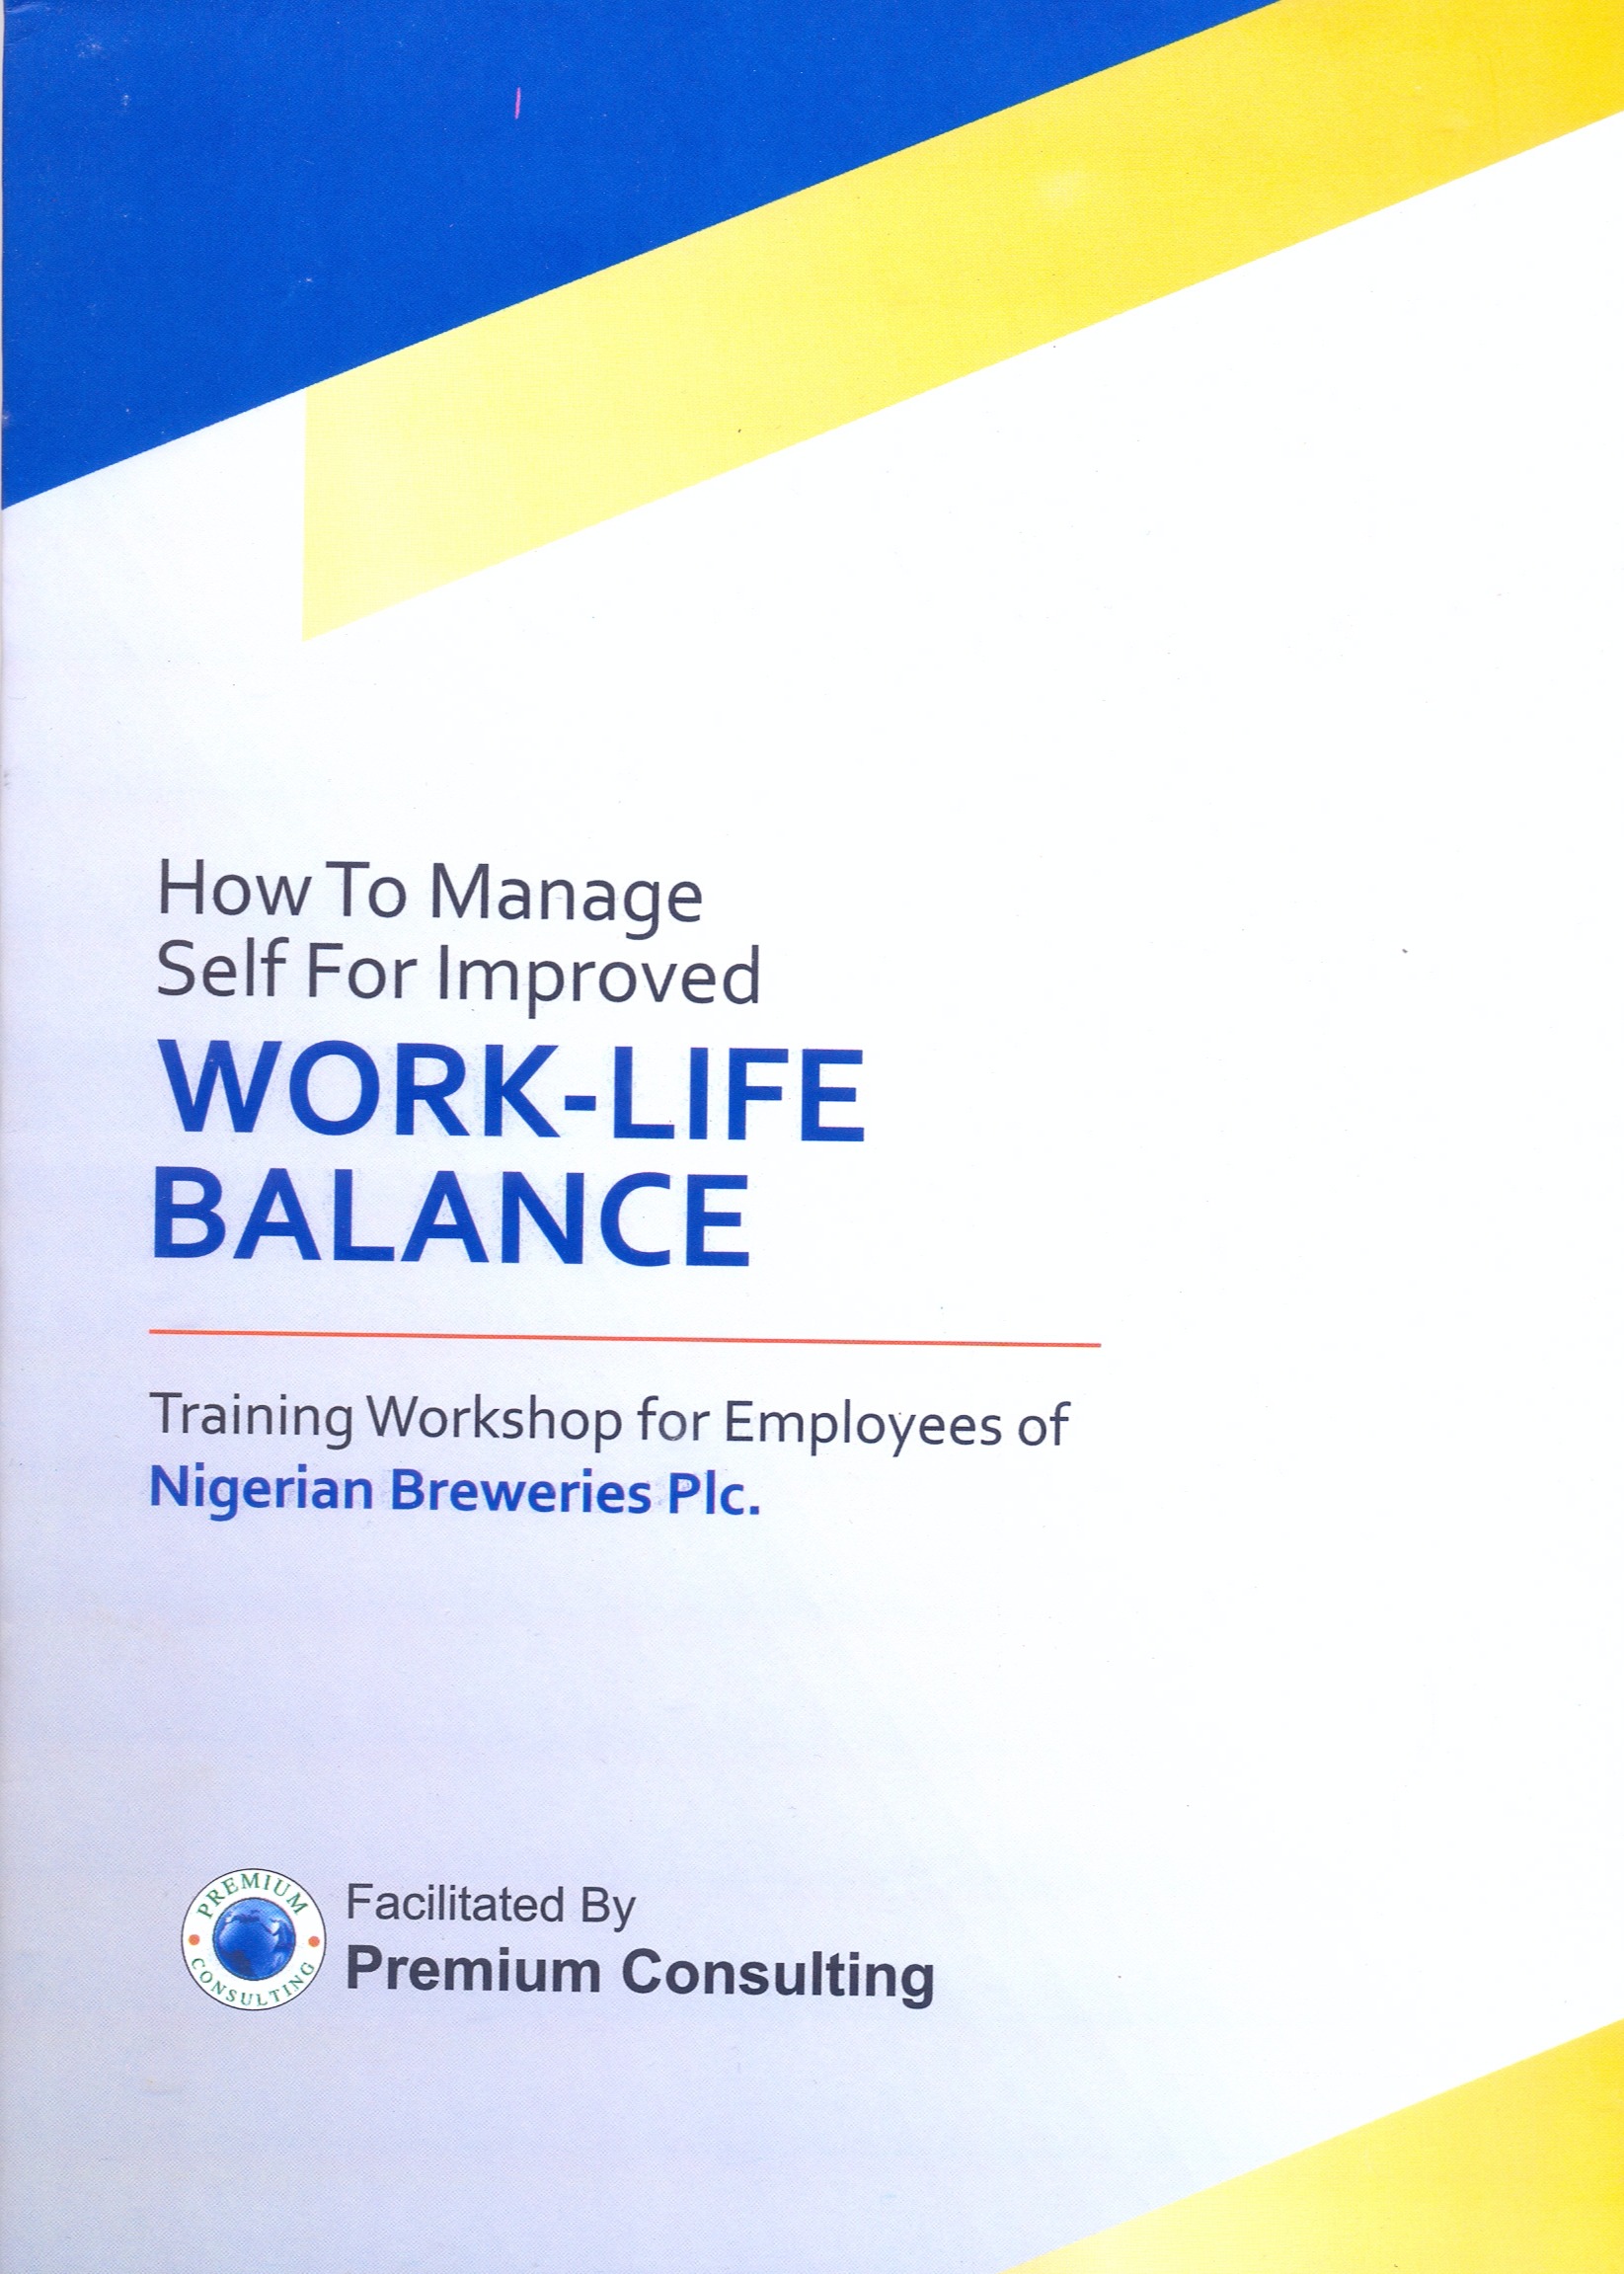 How To Manage
Self For Improved
WORK-LIFE
BALANCE
Training Workshop for Employees of
Nigerian Breweries Plc.
PREMIUM
CONSULTING
Facilitated By
Premium Consulting